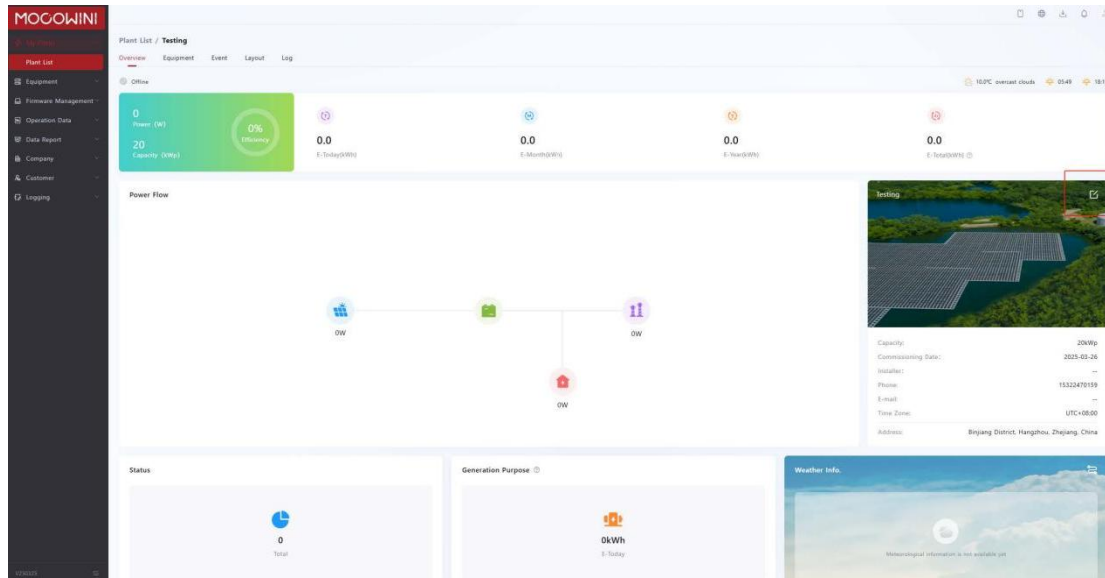 MOCOWINI
My Plant
Plant List
Equipment
Firmware Management
Operation Data
Data Report
Company
Customer
Logging
Plant List / Testing
Overview Equipment Event Layout Log
Offline
10.0℃ overcast clouds 05:49
0
Power (W)
20
Capacity (kWp)
0%
Efficiency
0.0
E-Today(kWh)
0.0
E-Month(kWh)
0.0
E-Year(kWh)
0.0
E-Total(kWh)
Power Flow
0W
0W
0W
Testing
Capacity: 20kWp
Commissioning Date: 2025-03-26
Installer: --
Phone: 15322470159
E-mail: --
Time Zone: UTC+08:00
Address: Binjiang District, Hangzhou, Zhejiang, China
Status
0
Total
Generation Purpose
0kWh
E-Today
Weather Info.
Meteorological information is not available yet